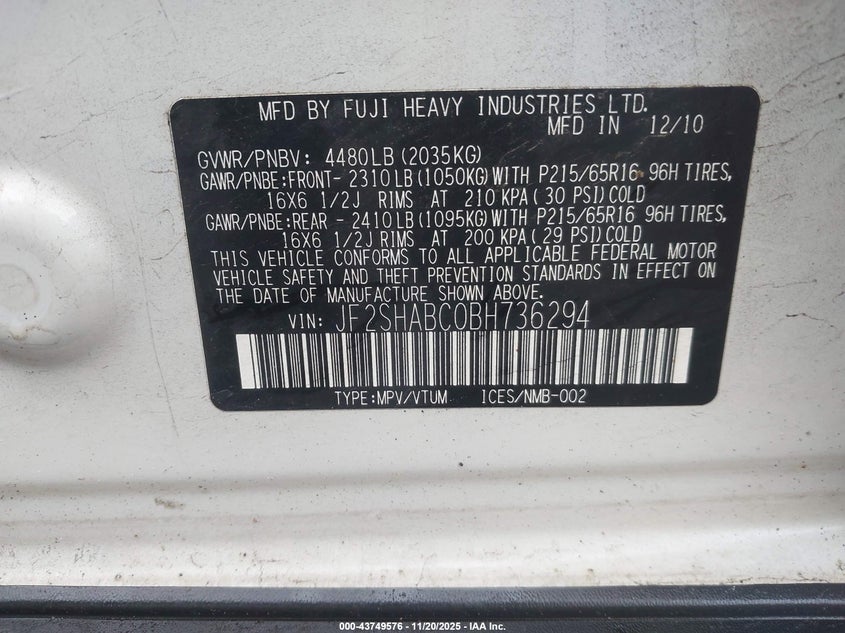 MFD BY FUJI HEAVY INDUSTRIES LTD.
MFD IN 12/10
GVWR/PNBV: 4480LB (2035KG)
GAWR/PNBE:FRONT- 2310LB (1050KG) WITH P215/65R16 96H TIRES,
16X6 1/2J RIMS AT 210 KPA( 30 PSI) COLD
GAWR/PNBE:REAR - 2410LB (1095KG) WITH P215/65R16 96H TIRES,
16X6 1/2J RIMS AT 200 KPA( 29 PSI) COLD
THIS VEHICLE CONFORMS TO ALL APPLICABLE FEDERAL MOTOR
VEHICLE SAFETY AND THEFT PREVENTION STANDARDS IN EFFECT ON
THE DATE OF MANUFACTURE SHOWN ABOVE.
VIN: JF2SHABC0BH736294
TYPE:MPV/VTUM ICES/NMB-002
000-43749576 — 11/20/2025 — IAA Inc.